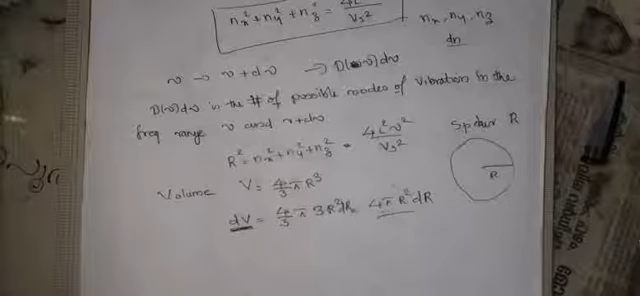 nx² + ny² + nz² = 4L² / Vs²
nx, ny, nz
dn
ν → ν + dν → D(ν)dν
D(ν)dν is the # of possible modes of vibration in the
freq range ν and ν+dν
R² = nx² + ny² + nz² = 4L²ν² / Vs²
Sphere R
R
Volume V = 4/3 π R³
dV = 4/3 π 3R²dR = 4πR²dR